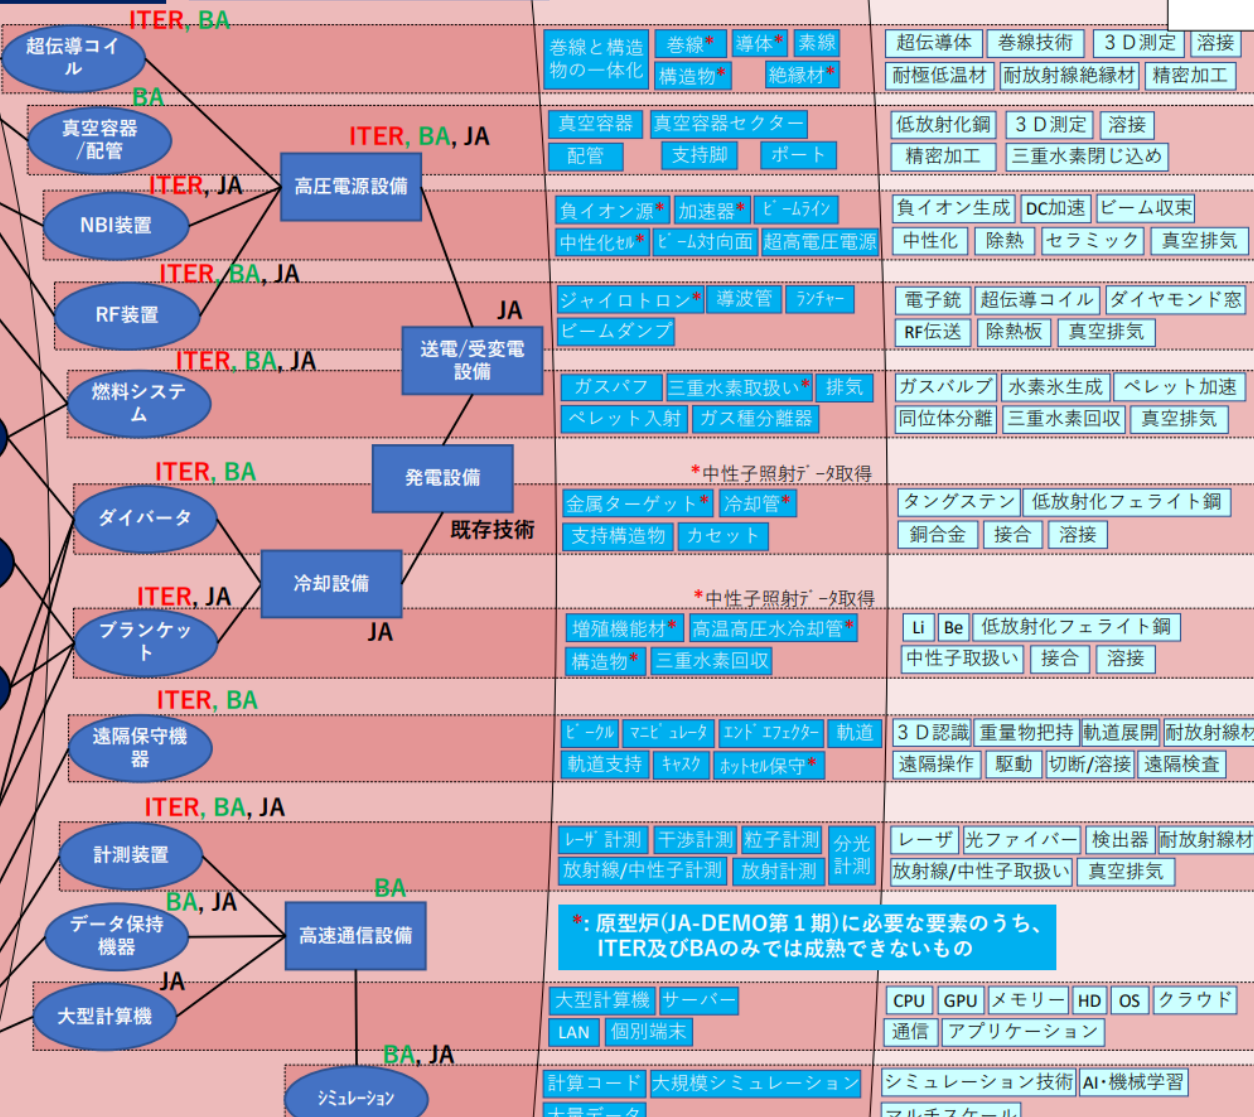 ITER, BA
超伝導コイ
ル
巻線と構造
物の一体化
巻線*
導体*
素線
構造物*
絶縁材*
超伝導体
巻線技術
３Ｄ測定
溶接
耐極低温材
耐放射線絶縁材
精密加工
BA
真空容器
/配管
真空容器
真空容器セクター
配管
支持脚
ポート
低放射化鋼
３Ｄ測定
溶接
精密加工
三重水素閉じ込め
ITER, BA, JA
高圧電源設備
ITER, JA
NBI装置
負イオン源*
加速器*
ﾋﾞｰﾑﾗｲﾝ
中性化ｾﾙ*
ﾋﾞｰﾑ対向面
超高電圧電源
負イオン生成
DC加速
ビーム収束
中性化
除熱
セラミック
真空排気
ITER, BA, JA
RF装置
ジャイロトロン*
導波管
ﾗﾝﾁｬｰ
ビームダンプ
電子銃
超伝導コイル
ダイヤモンド窓
RF伝送
除熱板
真空排気
JA
送電/受変電
設備
ITER, BA, JA
燃料システ
ム
ガスパフ
三重水素取扱い*
排気
ペレット入射
ガス種分離器
ガスバルブ
水素氷生成
ペレット加速
同位体分離
三重水素回収
真空排気
発電設備
既存技術
ITER, BA
ダイバータ
*中性子照射ﾃﾞｰﾀ取得
金属ターゲット*
冷却管*
支持構造物
カセット
タングステン
低放射化フェライト鋼
銅合金
接合
溶接
冷却設備
JA
ITER, JA
ブランケッ
ト
*中性子照射ﾃﾞｰﾀ取得
増殖機能材*
高温高圧水冷却管*
構造物*
三重水素回収
Li
Be
低放射化フェライト鋼
中性子取扱い
接合
溶接
ITER, BA
遠隔保守機
器
ﾋﾞｰｸﾙ
ﾏﾆﾋﾟｭﾚｰﾀ
ｴﾝﾄﾞｴﾌｪｸﾀｰ
軌道
軌道支持
ｷｬｽｸ
ﾎｯﾄｾﾙ保守*
３Ｄ認識
重量物把持
軌道展開
耐放射線材
遠隔操作
駆動
切断/溶接
遠隔検査
ITER, BA, JA
計測装置
ﾚｰｻﾞ計測
干渉計測
粒子計測
分光
計測
放射線/中性子計測
放射計測
レーザ
光ファイバー
検出器
耐放射線材
放射線/中性子取扱い
真空排気
BA, JA
データ保持
機器
BA
高速通信設備
*: 原型炉(JA-DEMO第１期)に必要な要素のうち、
ITER及びBAのみでは成熟できないもの
JA
大型計算機
大型計算機
サーバー
LAN
個別端末
CPU
GPU
メモリー
HD
OS
クラウド
通信
アプリケーション
BA, JA
ｼﾐｭﾚｰｼｮﾝ
計算コード
大規模シミュレーション
大量データ
シミュレーション技術
AI・機械学習
マルチスケール